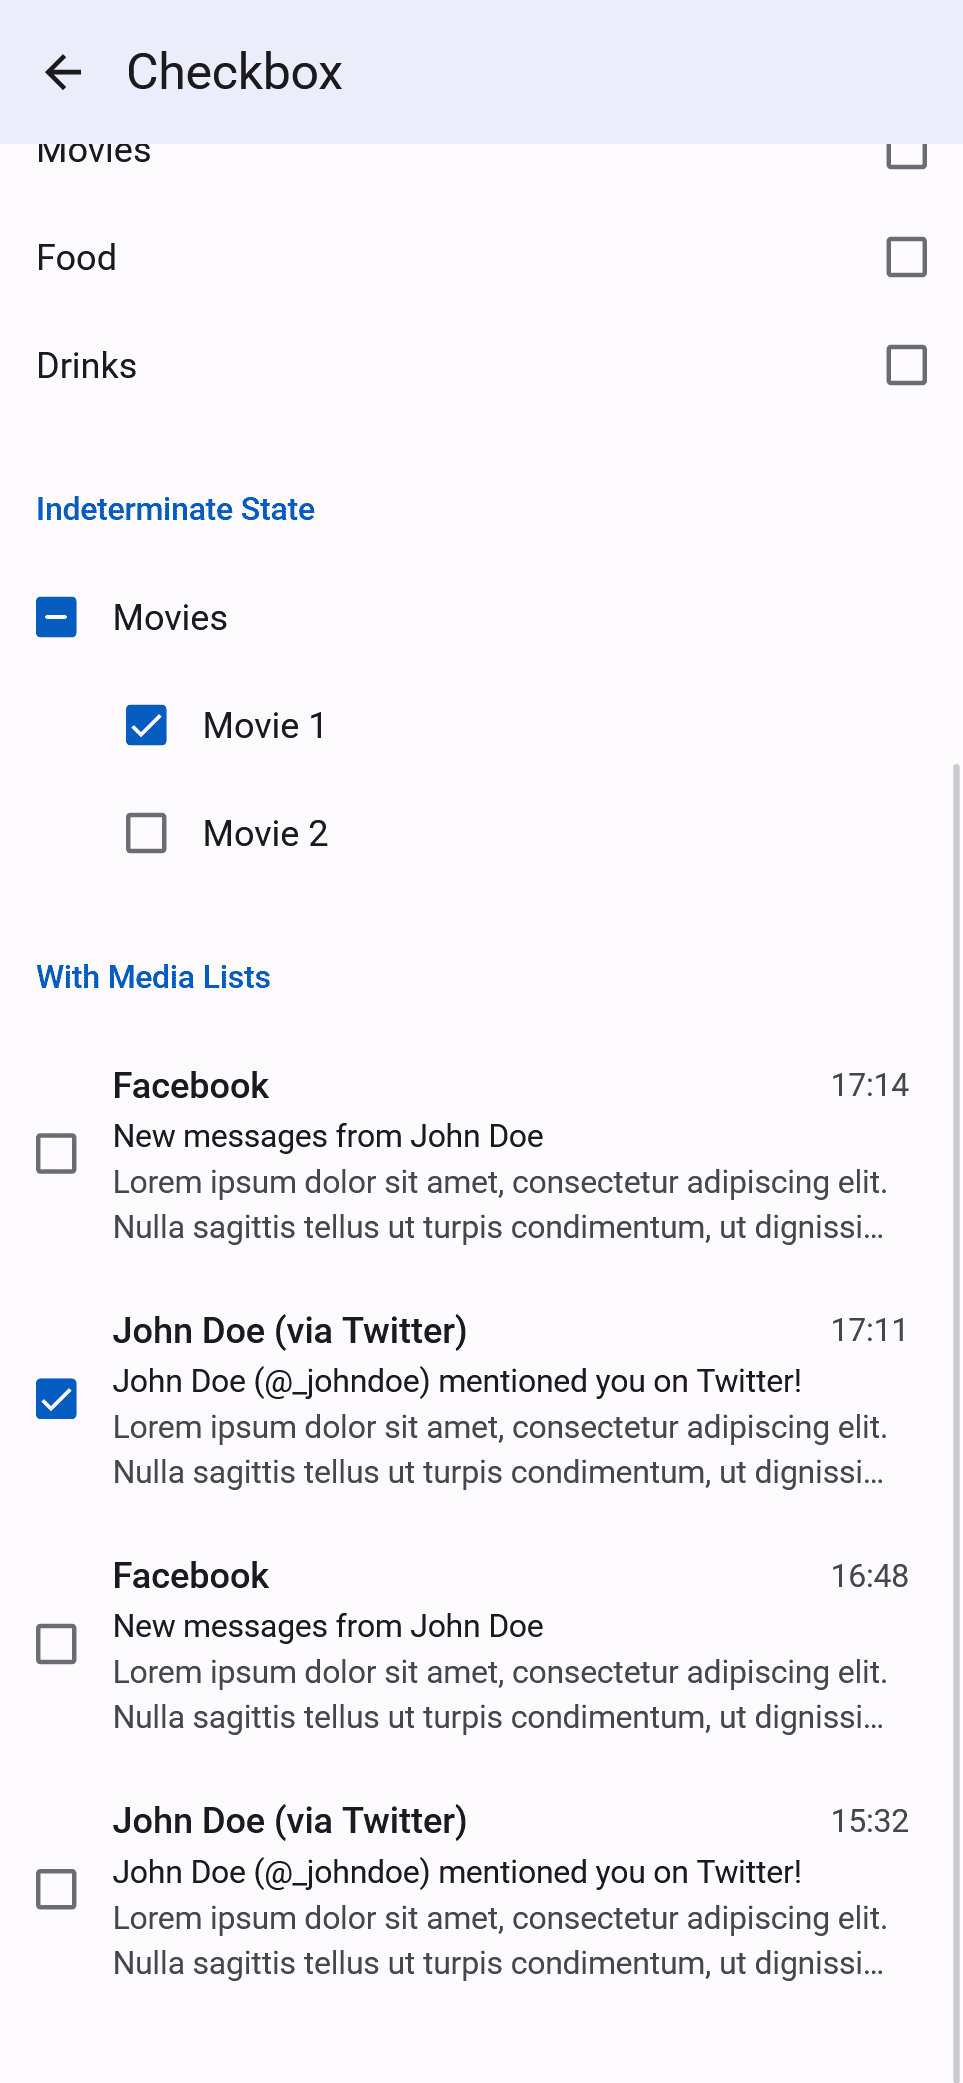 Checkbox
Movies
Food
Drinks
Indeterminate State
Movies
Movie 1
Movie 2
With Media Lists
Facebook 17:14
New messages from John Doe
Lorem ipsum dolor sit amet, consectetur adipiscing elit.
Nulla sagittis tellus ut turpis condimentum, ut dignissi…
John Doe (via Twitter) 17:11
John Doe (@_johndoe) mentioned you on Twitter!
Lorem ipsum dolor sit amet, consectetur adipiscing elit.
Nulla sagittis tellus ut turpis condimentum, ut dignissi…
Facebook 16:48
New messages from John Doe
Lorem ipsum dolor sit amet, consectetur adipiscing elit.
Nulla sagittis tellus ut turpis condimentum, ut dignissi…
John Doe (via Twitter) 15:32
John Doe (@_johndoe) mentioned you on Twitter!
Lorem ipsum dolor sit amet, consectetur adipiscing elit.
Nulla sagittis tellus ut turpis condimentum, ut dignissi…